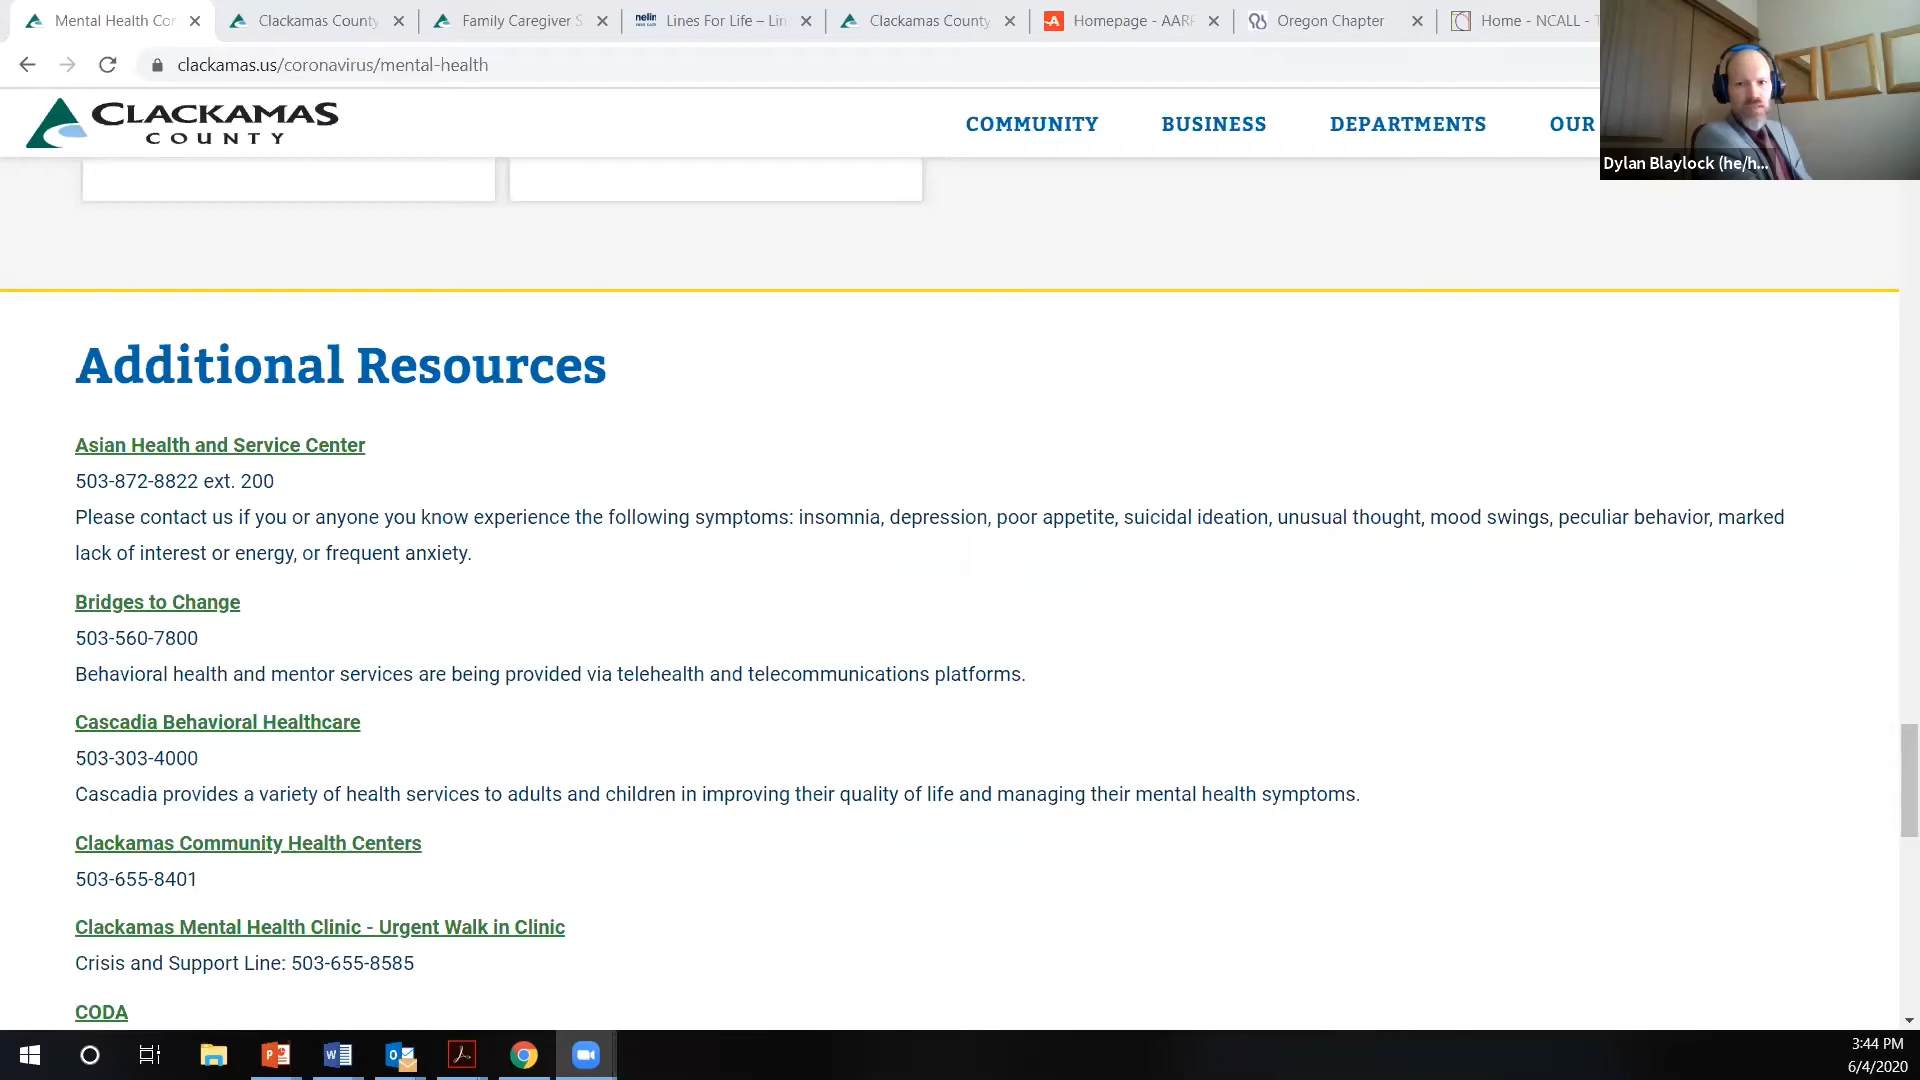 Mental Health Cor
Clackamas County
Family Caregiver S
Lines For Life – Lin
Clackamas County
Homepage - AARF
Oregon Chapter
Home - NCALL - T
clackamas.us/coronavirus/mental-health
CLACKAMAS
COUNTY
COMMUNITY
BUSINESS
DEPARTMENTS
OUR
Dylan Blaylock (he/h...
Additional Resources
Asian Health and Service Center
503-872-8822 ext. 200
Please contact us if you or anyone you know experience the following symptoms: insomnia, depression, poor appetite, suicidal ideation, unusual thought, mood swings, peculiar behavior, marked
lack of interest or energy, or frequent anxiety.
Bridges to Change
503-560-7800
Behavioral health and mentor services are being provided via telehealth and telecommunications platforms.
Cascadia Behavioral Healthcare
503-303-4000
Cascadia provides a variety of health services to adults and children in improving their quality of life and managing their mental health symptoms.
Clackamas Community Health Centers
503-655-8401
Clackamas Mental Health Clinic - Urgent Walk in Clinic
Crisis and Support Line: 503-655-8585
CODA
3:44 PM
6/4/2020